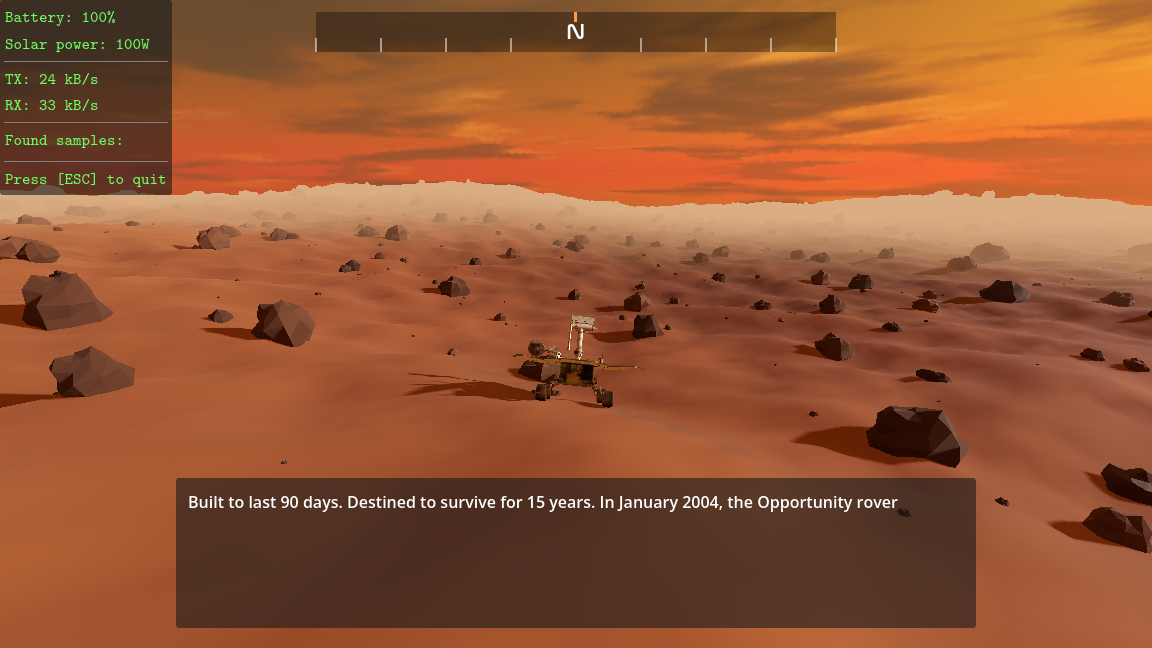 Battery: 100%
Solar power: 100W
TX: 24 kB/s
RX: 33 kB/s
Found samples:
Press [ESC] to quit
N
Built to last 90 days. Destined to survive for 15 years. In January 2004, the Opportunity rover